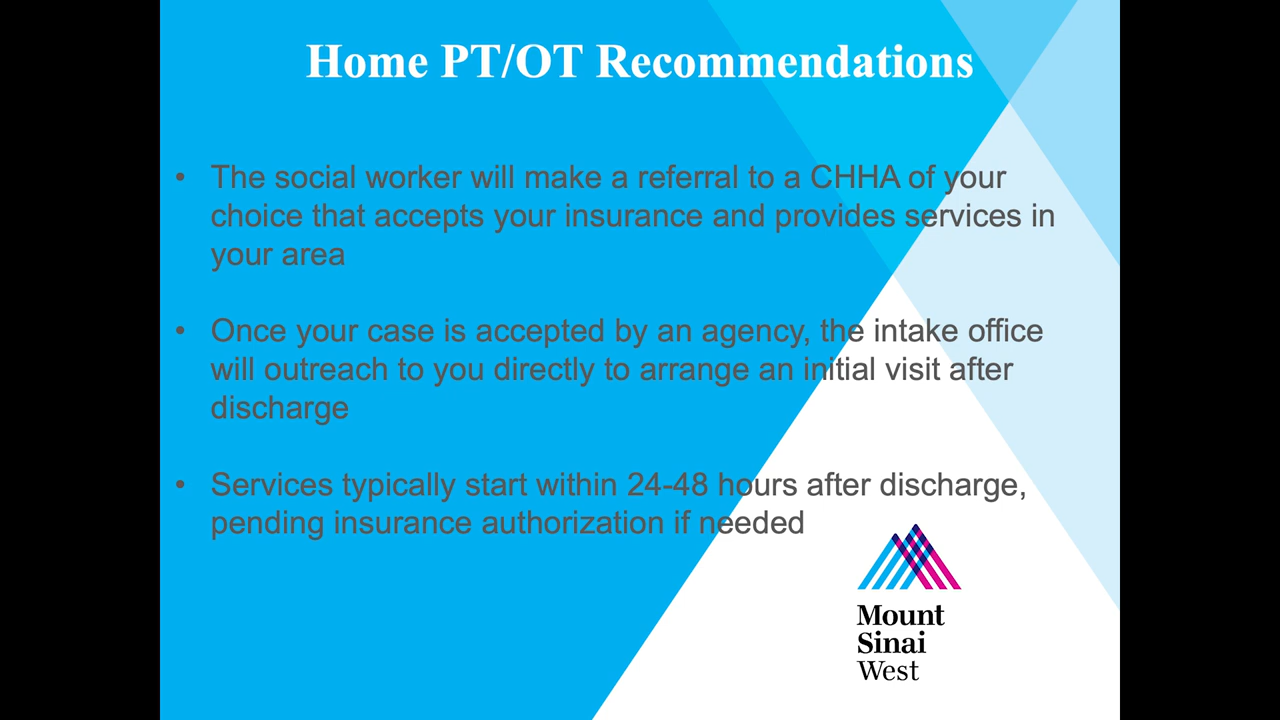 Home PT/OT Recommendations
• The social worker will make a referral to a CHHA of your
choice that accepts your insurance and provides services in
your area
• Once your case is accepted by an agency, the intake office
will outreach to you directly to arrange an initial visit after
discharge
• Services typically start within 24-48 hours after discharge,
pending insurance authorization if needed
Mount
Sinai
West